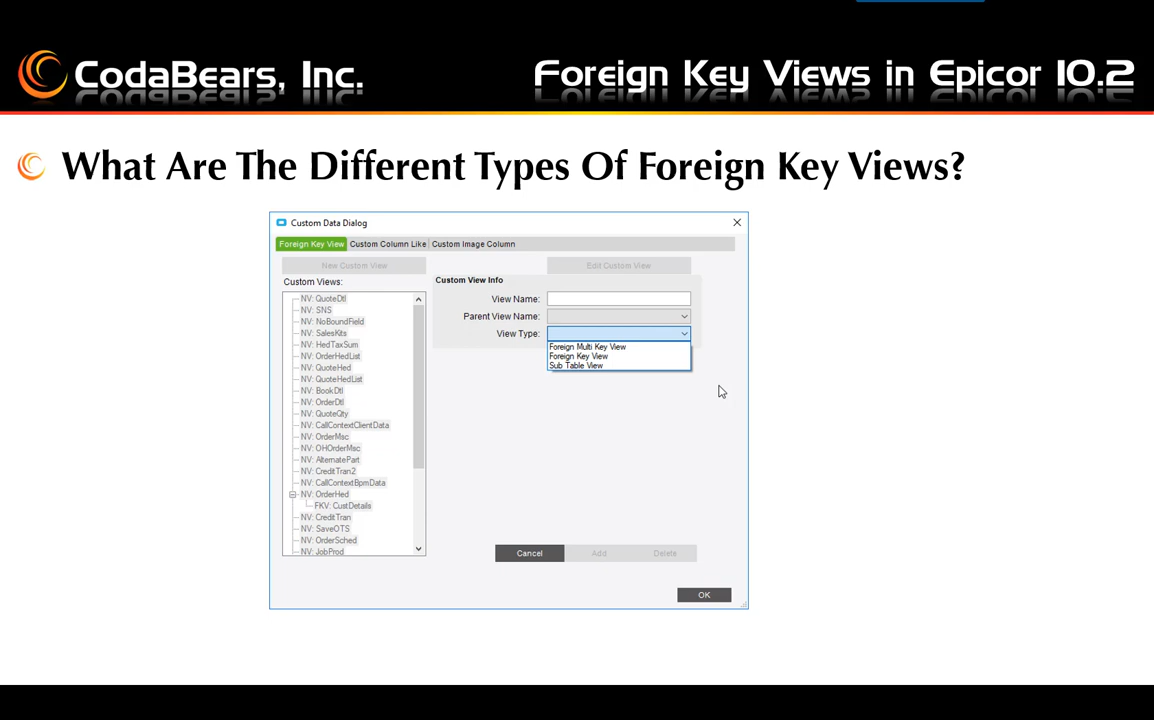 CodaBears, Inc.
Foreign Key Views in Epicor 10.2
What Are The Different Types Of Foreign Key Views?
Custom Data Dialog
Foreign Key View Custom Column Like Custom Image Column
New Custom View
Edit Custom View
Custom Views:
NV: QuoteDtl
NV: SNS
NV: NoBoundField
NV: SalesKits
NV: HedTaxSum
NV: OrderHedList
NV: QuoteHed
NV: QuoteHedList
NV: BookDtl
NV: OrderDtl
NV: QuoteQty
NV: CallContextClientData
NV: OrderMsc
NV: OHOrderMsc
NV: AlternatePart
NV: CreditTran2
NV: CallContextBpmData
NV: OrderHed
FKV: CustDetails
NV: CreditTran
NV: SaveOTS
NV: OrderSched
NV: JobProd
Custom View Info
View Name:
Parent View Name:
View Type:
Foreign Multi Key View
Foreign Key View
Sub Table View
Cancel
Add
Delete
OK